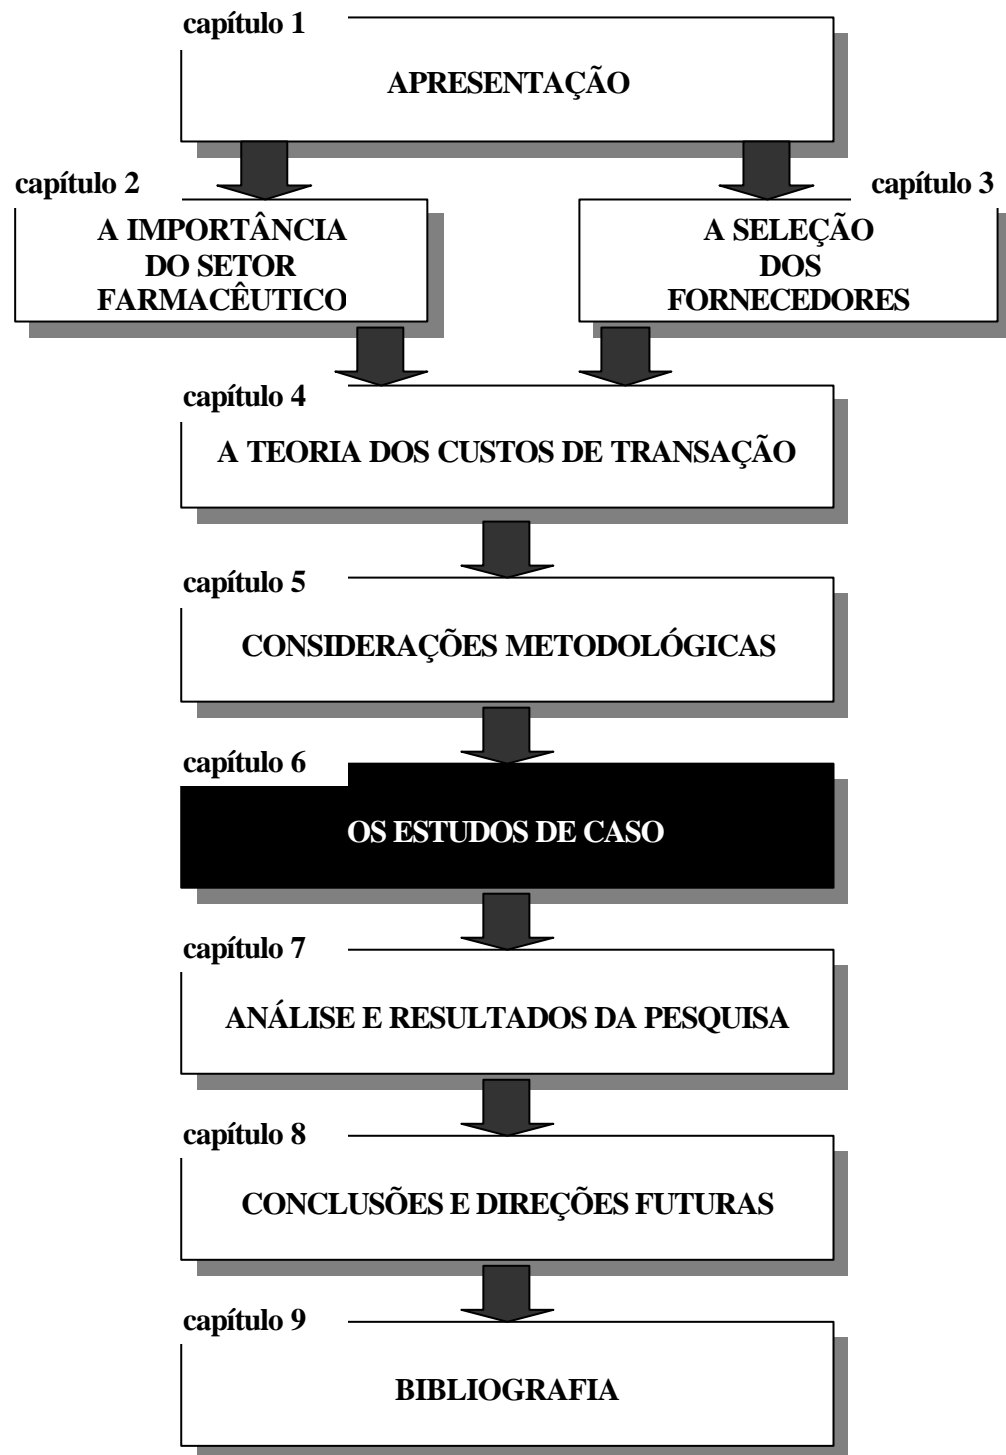 capítulo 1
APRESENTAÇÃO
capítulo 2
A IMPORTÂNCIA
DO SETOR
FARMACÊUTICO
capítulo 3
A SELEÇÃO
DOS
FORNECEDORES
capítulo 4
A TEORIA DOS CUSTOS DE TRANSAÇÃO
capítulo 5
CONSIDERAÇÕES METODOLÓGICAS
capítulo 6
OS ESTUDOS DE CASO
capítulo 7
ANÁLISE E RESULTADOS DA PESQUISA
capítulo 8
CONCLUSÕES E DIREÇÕES FUTURAS
capítulo 9
BIBLIOGRAFIA